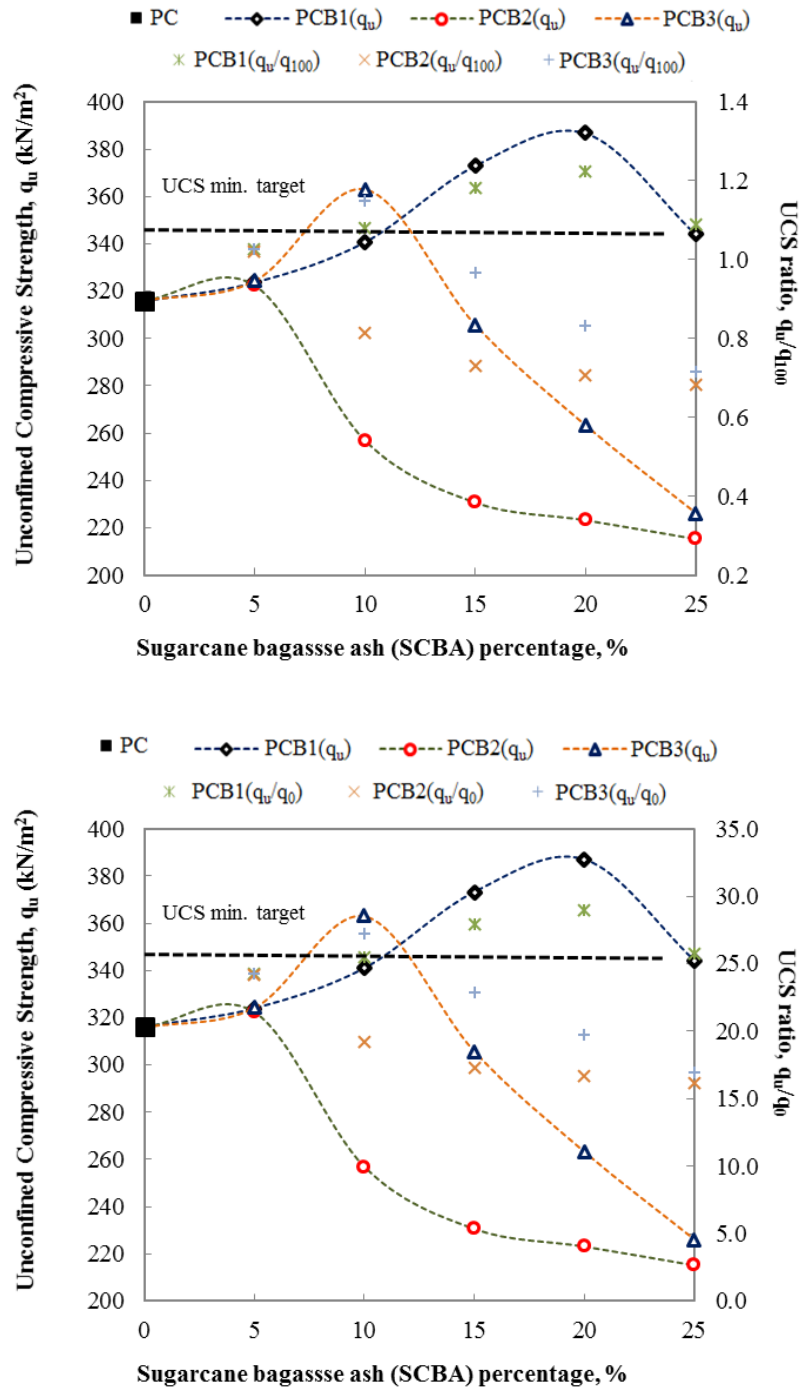 PC PCB1(qu) PCB2(qu) PCB3(qu)
PCB1(qu/q100) PCB2(qu/q100) PCB3(qu/q100)
Unconfined Compressive Strength, qu (kN/m2)
400
380
360
340
320
300
280
260
240
220
200
UCS min. target
1.4
1.2
1.0
0.8
0.6
0.4
0.2
UCS ratio, qu/q100
0 5 10 15 20 25
Sugarcane bagassse ash (SCBA) percentage, %
PC PCB1(qu) PCB2(qu) PCB3(qu)
PCB1(qu/q0) PCB2(qu/q0) PCB3(qu/q0)
Unconfined Compressive Strength, qu (kN/m2)
400
380
360
340
320
300
280
260
240
220
200
UCS min. target
35.0
30.0
25.0
20.0
15.0
10.0
5.0
0.0
UCS ratio, qu/q0
0 5 10 15 20 25
Sugarcane bagassse ash (SCBA) percentage, %